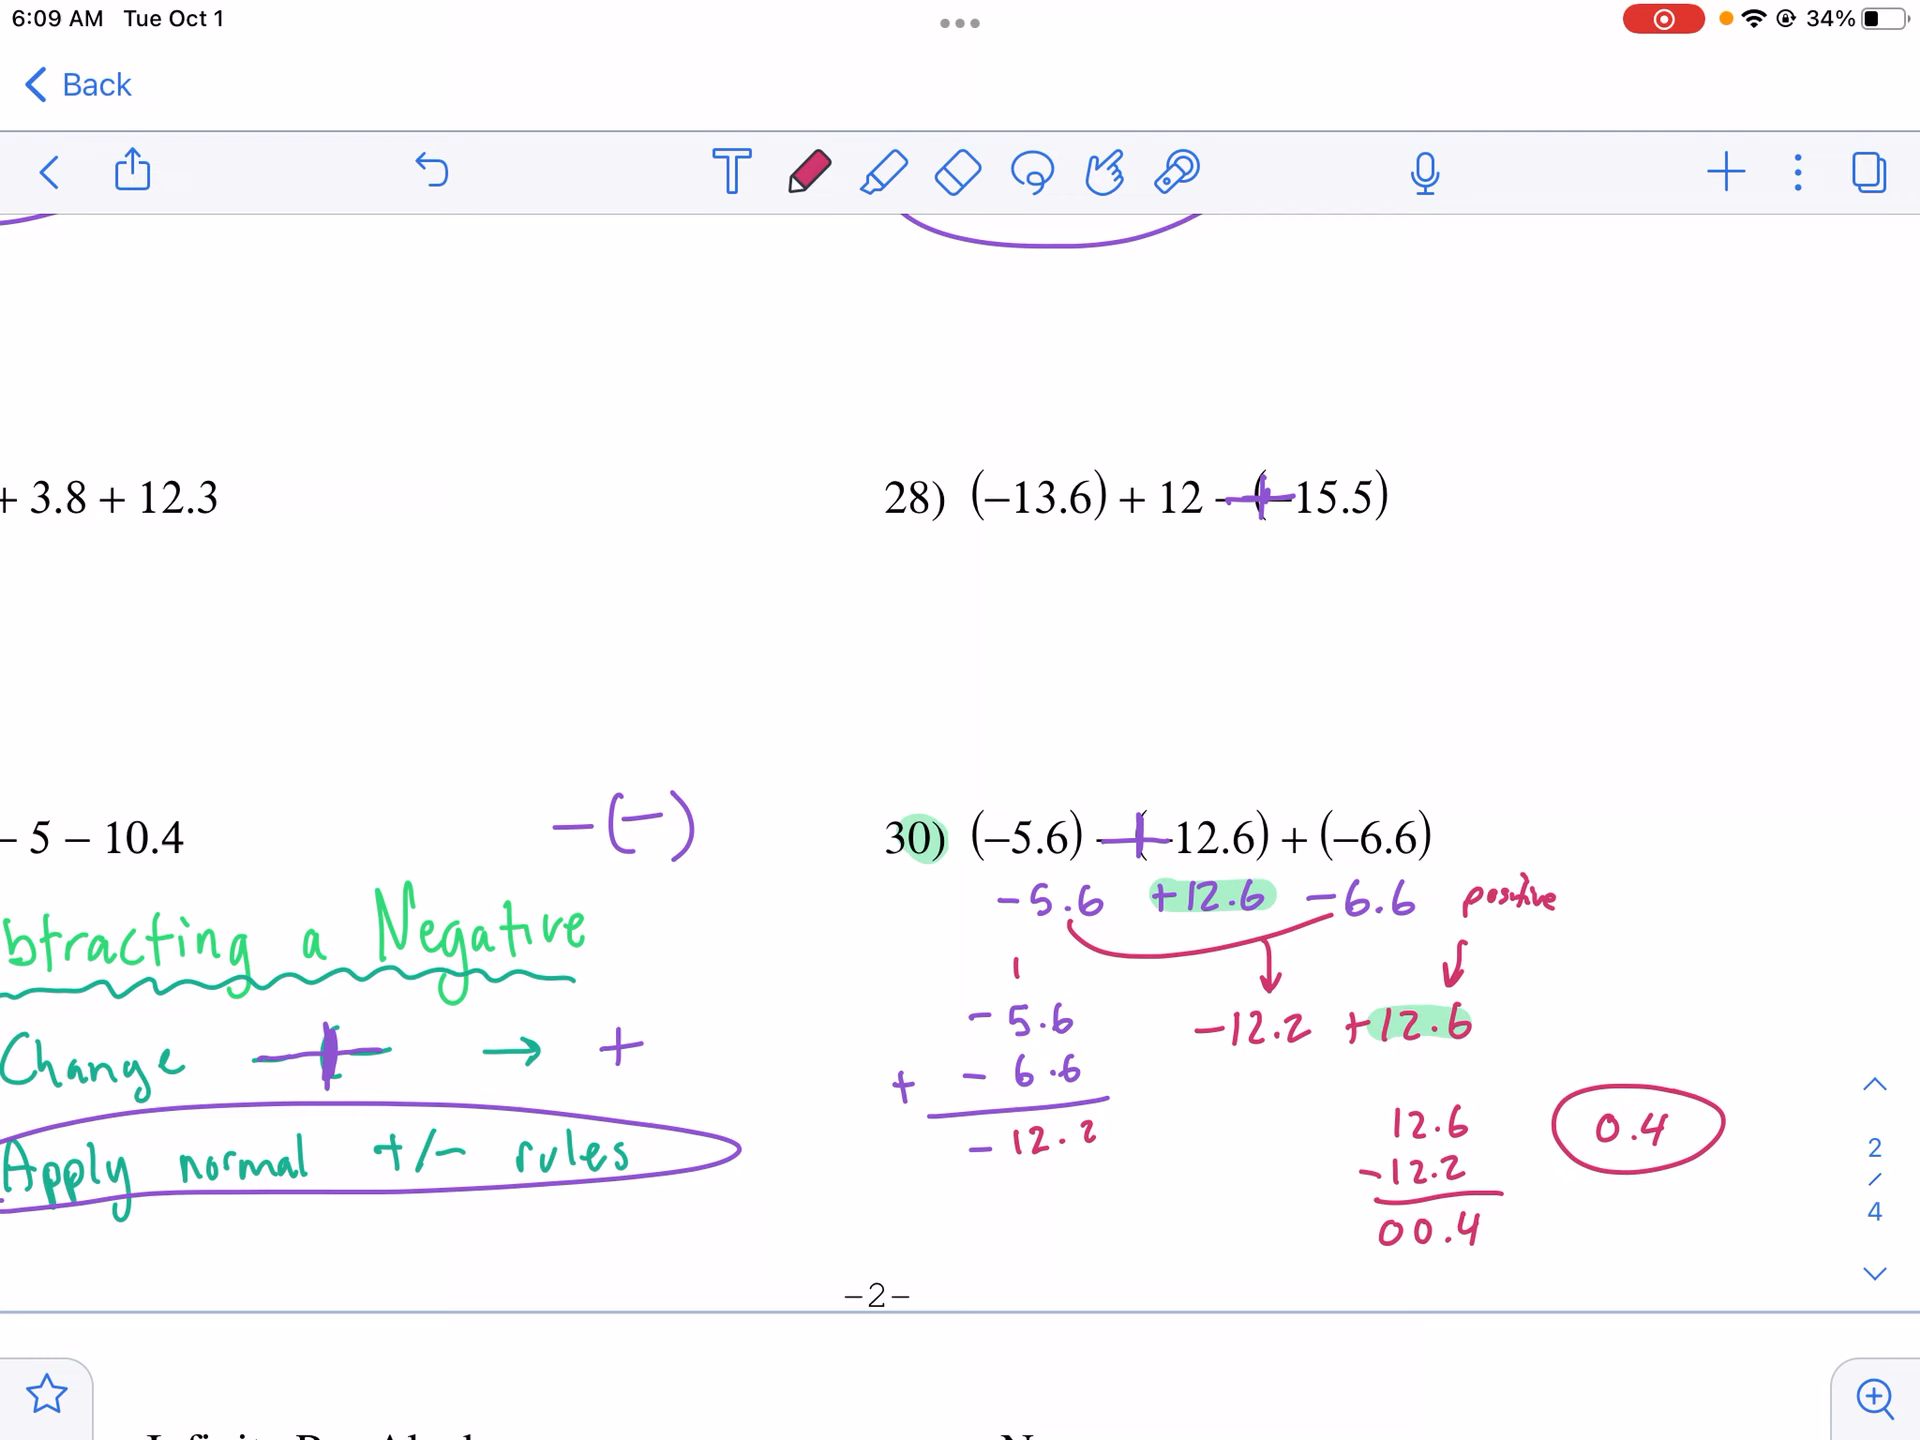 6:09 AM Tue Oct 1
34%
Back
+ 3.8 + 12.3
28) (−13.6) + 12 − (−15.5)
− 5 − 10.4
−(−)
30) (−5.6) − (−12.6) + (−6.6)
−5.6 +12.6 −6.6 positive
btracting a Negative
1
−5.6
+ −6.6
−12.2
−12.2 +12.6
Change −(− → +
Apply normal +/− rules
12.6
−12.2
00.4
0.4
2
/
4
-2-